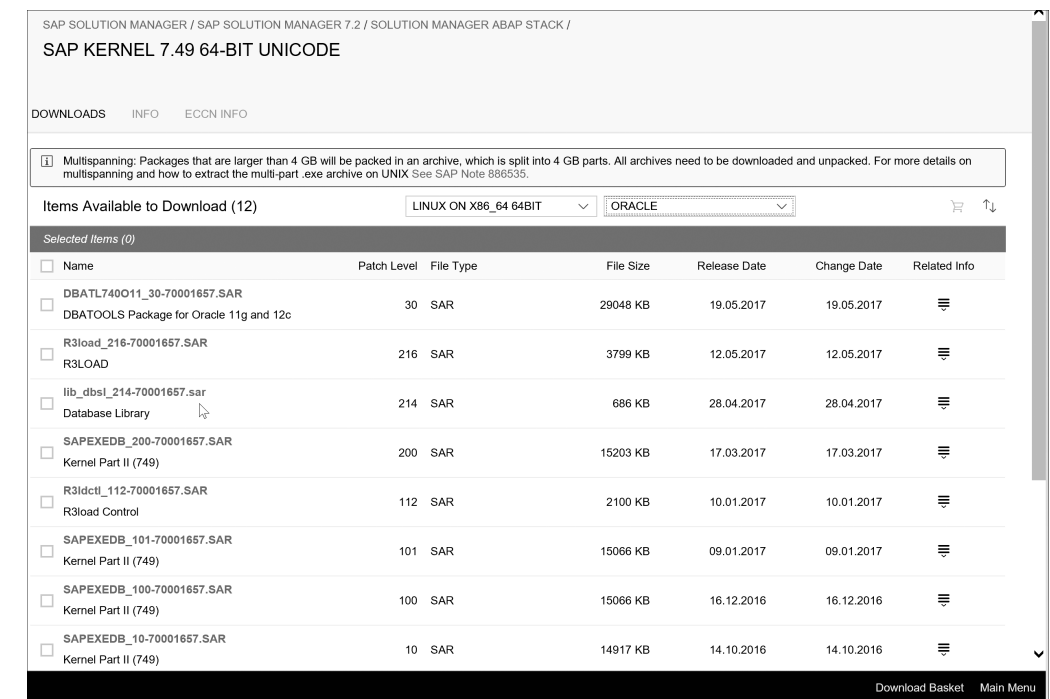 SAP SOLUTION MANAGER / SAP SOLUTION MANAGER 7.2 / SOLUTION MANAGER ABAP STACK /
SAP KERNEL 7.49 64-BIT UNICODE
DOWNLOADS INFO ECCN INFO
Multispanning: Packages that are larger than 4 GB will be packed in an archive, which is split into 4 GB parts. All archives need to be downloaded and unpacked. For more details on
multispanning and how to extract the multi-part .exe archive on UNIX See SAP Note 886535.
Items Available to Download (12) LINUX ON X86_64 64BIT ORACLE
Selected Items (0)
Name Patch Level File Type File Size Release Date Change Date Related Info
DBATL740O11_30-70001657.SAR
DBATOOLS Package for Oracle 11g and 12c 30 SAR 29048 KB 19.05.2017 19.05.2017
R3load_216-70001657.SAR
R3LOAD 216 SAR 3799 KB 12.05.2017 12.05.2017
lib_dbsl_214-70001657.sar
Database Library 214 SAR 686 KB 28.04.2017 28.04.2017
SAPEXEDB_200-70001657.SAR
Kernel Part II (749) 200 SAR 15203 KB 17.03.2017 17.03.2017
R3ldctl_112-70001657.SAR
R3load Control 112 SAR 2100 KB 10.01.2017 10.01.2017
SAPEXEDB_101-70001657.SAR
Kernel Part II (749) 101 SAR 15066 KB 09.01.2017 09.01.2017
SAPEXEDB_100-70001657.SAR
Kernel Part II (749) 100 SAR 15066 KB 16.12.2016 16.12.2016
SAPEXEDB_10-70001657.SAR
Kernel Part II (749) 10 SAR 14917 KB 14.10.2016 14.10.2016
Download Basket Main Menu